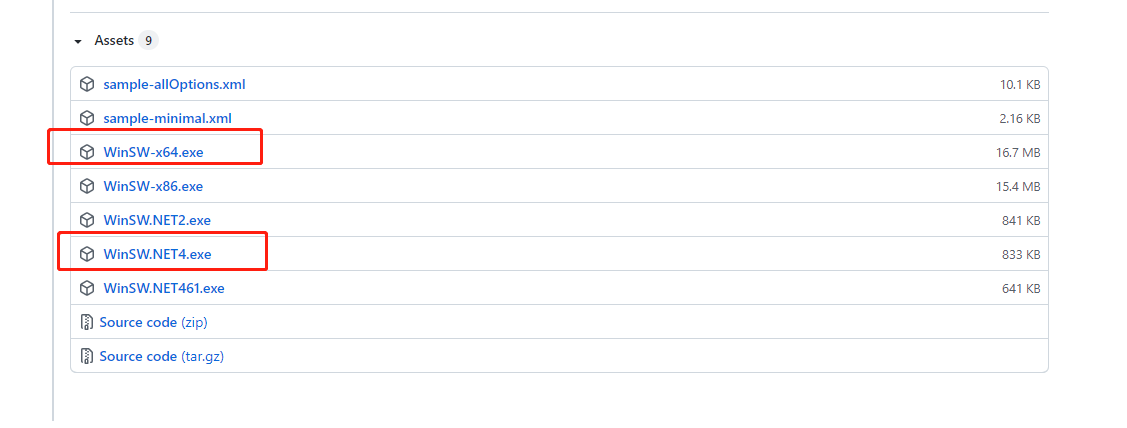 Assets 9
sample-allOptions.xml 10.1 KB
sample-minimal.xml 2.16 KB
WinSW-x64.exe 16.7 MB
WinSW-x86.exe 15.4 MB
WinSW.NET2.exe 841 KB
WinSW.NET4.exe 833 KB
WinSW.NET461.exe 641 KB
Source code (zip)
Source code (tar.gz)